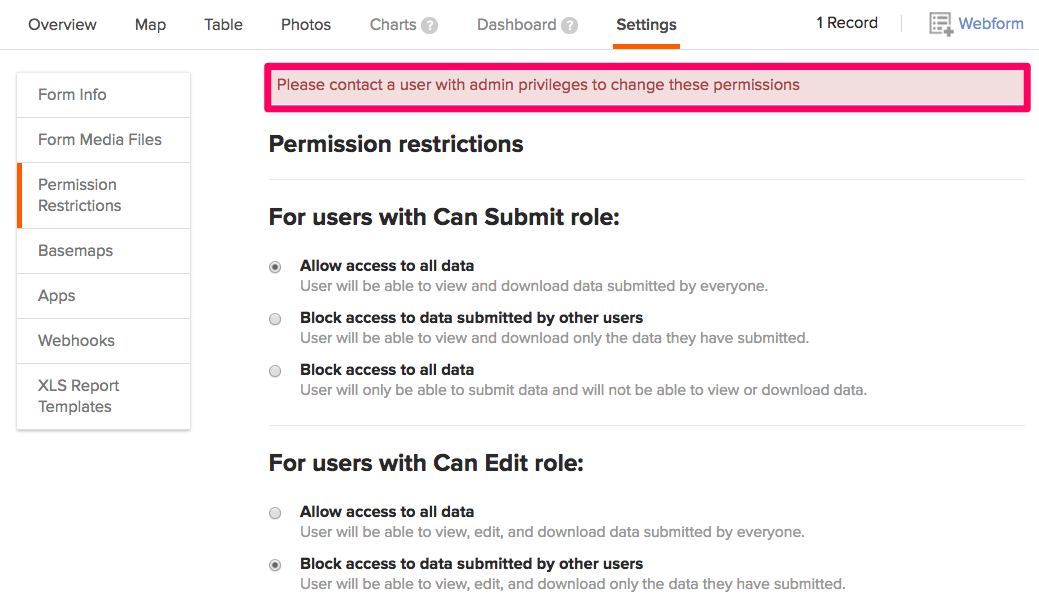 Overview Map Table Photos Charts ? Dashboard ? Settings 1 Record Webform
Please contact a user with admin privileges to change these permissions
Form Info
Form Media Files
Permission
Restrictions
Basemaps
Apps
Webhooks
XLS Report
Templates
Permission restrictions
For users with Can Submit role:
Allow access to all data
User will be able to view and download data submitted by everyone.
Block access to data submitted by other users
User will be able to view and download only the data they have submitted.
Block access to all data
User will only be able to submit data and will not be able to view or download data.
For users with Can Edit role:
Allow access to all data
User will be able to view, edit, and download data submitted by everyone.
Block access to data submitted by other users
User will be able to view, edit, and download only the data they have submitted.